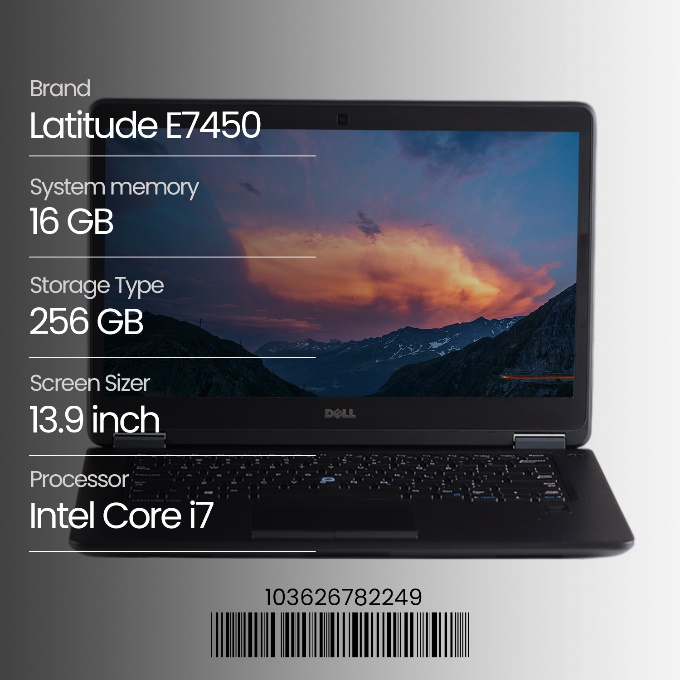 Brand
Latitude E7450
System memory
16 GB
Storage Type
256 GB
Screen Sizer
13.9 inch
DELL
Processor
Intel Core i7
103626782249